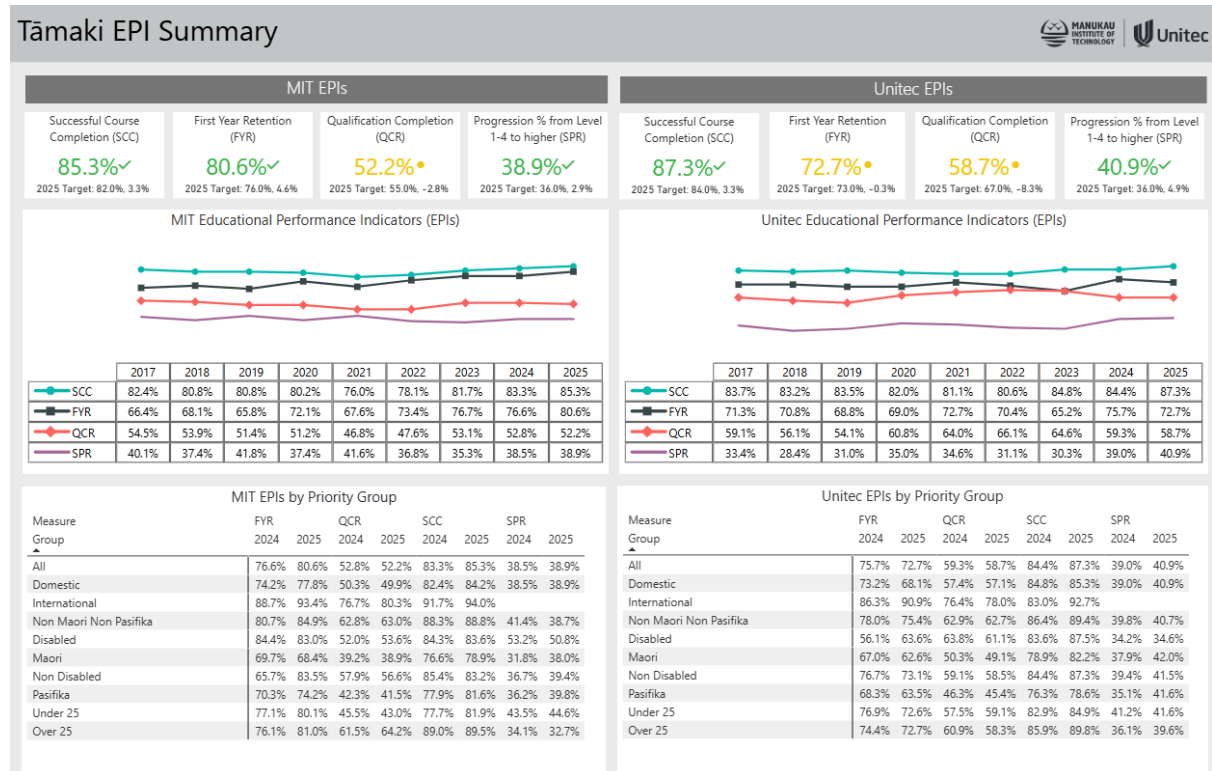 Tāmaki EPI Summary
MANUKAU
INSTITUTE OF
TECHNOLOGY
Unitec
MIT EPIs
Successful Course
Completion (SCC)
85.3%
2025 Target: 82.0%, 3.3%
First Year Retention
(FYR)
80.6%
2025 Target: 76.0%, 4.6%
Qualification Completion
(QCR)
52.2%
2025 Target: 55.0%, -2.8%
Progression % from Level
1-4 to higher (SPR)
38.9%
2025 Target: 36.0%, 2.9%
Unitec EPIs
Successful Course
Completion (SCC)
87.3%
2025 Target: 84.0%, 3.3%
First Year Retention
(FYR)
72.7%
2025 Target: 73.0%, -0.3%
Qualification Completion
(QCR)
58.7%
2025 Target: 67.0%, -8.3%
Progression % from Level
1-4 to higher (SPR)
40.9%
2025 Target: 36.0%, 4.9%
MIT Educational Performance Indicators (EPIs)
2017 2018 2019 2020 2021 2022 2023 2024 2025
SCC 82.4% 80.8% 80.8% 80.2% 76.0% 78.1% 81.7% 83.3% 85.3%
FYR 66.4% 68.1% 65.8% 72.1% 67.6% 73.4% 76.7% 76.6% 80.6%
QCR 54.5% 53.9% 51.4% 51.2% 46.8% 47.6% 53.1% 52.8% 52.2%
SPR 40.1% 37.4% 41.8% 37.4% 41.6% 36.8% 35.3% 38.5% 38.9%
Unitec Educational Performance Indicators (EPIs)
2017 2018 2019 2020 2021 2022 2023 2024 2025
SCC 83.7% 83.2% 83.5% 82.0% 81.1% 80.6% 84.8% 84.4% 87.3%
FYR 71.3% 70.8% 68.8% 69.0% 72.7% 70.4% 65.2% 75.7% 72.7%
QCR 59.1% 56.1% 54.1% 60.8% 64.0% 66.1% 64.6% 59.3% 58.7%
SPR 33.4% 28.4% 31.0% 35.0% 34.6% 31.1% 30.3% 39.0% 40.9%
MIT EPIs by Priority Group
Measure FYR QCR SCC SPR
Group 2024 2025 2024 2025 2024 2025 2024 2025
All 76.6% 80.6% 52.8% 52.2% 83.3% 85.3% 38.5% 38.9%
Domestic 74.2% 77.8% 50.3% 49.9% 82.4% 84.2% 38.5% 38.9%
International 88.7% 93.4% 76.7% 80.3% 91.7% 94.0%
Non Maori Non Pasifika 80.7% 84.9% 62.8% 63.0% 88.3% 88.8% 41.4% 38.7%
Disabled 84.4% 83.0% 52.0% 53.6% 84.3% 83.6% 53.2% 50.8%
Maori 69.7% 68.4% 39.2% 38.9% 76.6% 78.9% 31.8% 38.0%
Non Disabled 65.7% 83.5% 57.9% 56.6% 85.4% 83.2% 36.7% 39.4%
Pasifika 70.3% 74.2% 42.3% 41.5% 77.9% 81.6% 36.2% 39.8%
Under 25 77.1% 80.1% 45.5% 43.0% 77.7% 81.9% 43.5% 44.6%
Over 25 76.1% 81.0% 61.5% 64.2% 89.0% 89.5% 34.1% 32.7%
Unitec EPIs by Priority Group
Measure FYR QCR SCC SPR
Group 2024 2025 2024 2025 2024 2025 2024 2025
All 75.7% 72.7% 59.3% 58.7% 84.4% 87.3% 39.0% 40.9%
Domestic 73.2% 68.1% 57.4% 57.1% 84.8% 85.3% 39.0% 40.9%
International 86.3% 90.9% 76.4% 78.0% 83.0% 92.7%
Non Maori Non Pasifika 78.0% 75.4% 62.9% 62.7% 86.4% 89.4% 39.8% 40.7%
Disabled 56.1% 63.6% 63.8% 61.1% 83.6% 87.5% 34.2% 34.6%
Maori 67.0% 62.6% 50.3% 49.1% 78.9% 82.2% 37.9% 42.0%
Non Disabled 76.7% 73.1% 59.1% 58.5% 84.4% 87.3% 39.4% 41.5%
Pasifika 68.3% 63.5% 46.3% 45.4% 76.3% 78.6% 35.1% 41.6%
Under 25 76.9% 72.6% 57.5% 59.1% 82.9% 84.9% 41.2% 41.6%
Over 25 74.4% 72.7% 60.9% 58.3% 85.9% 89.8% 36.1% 39.6%